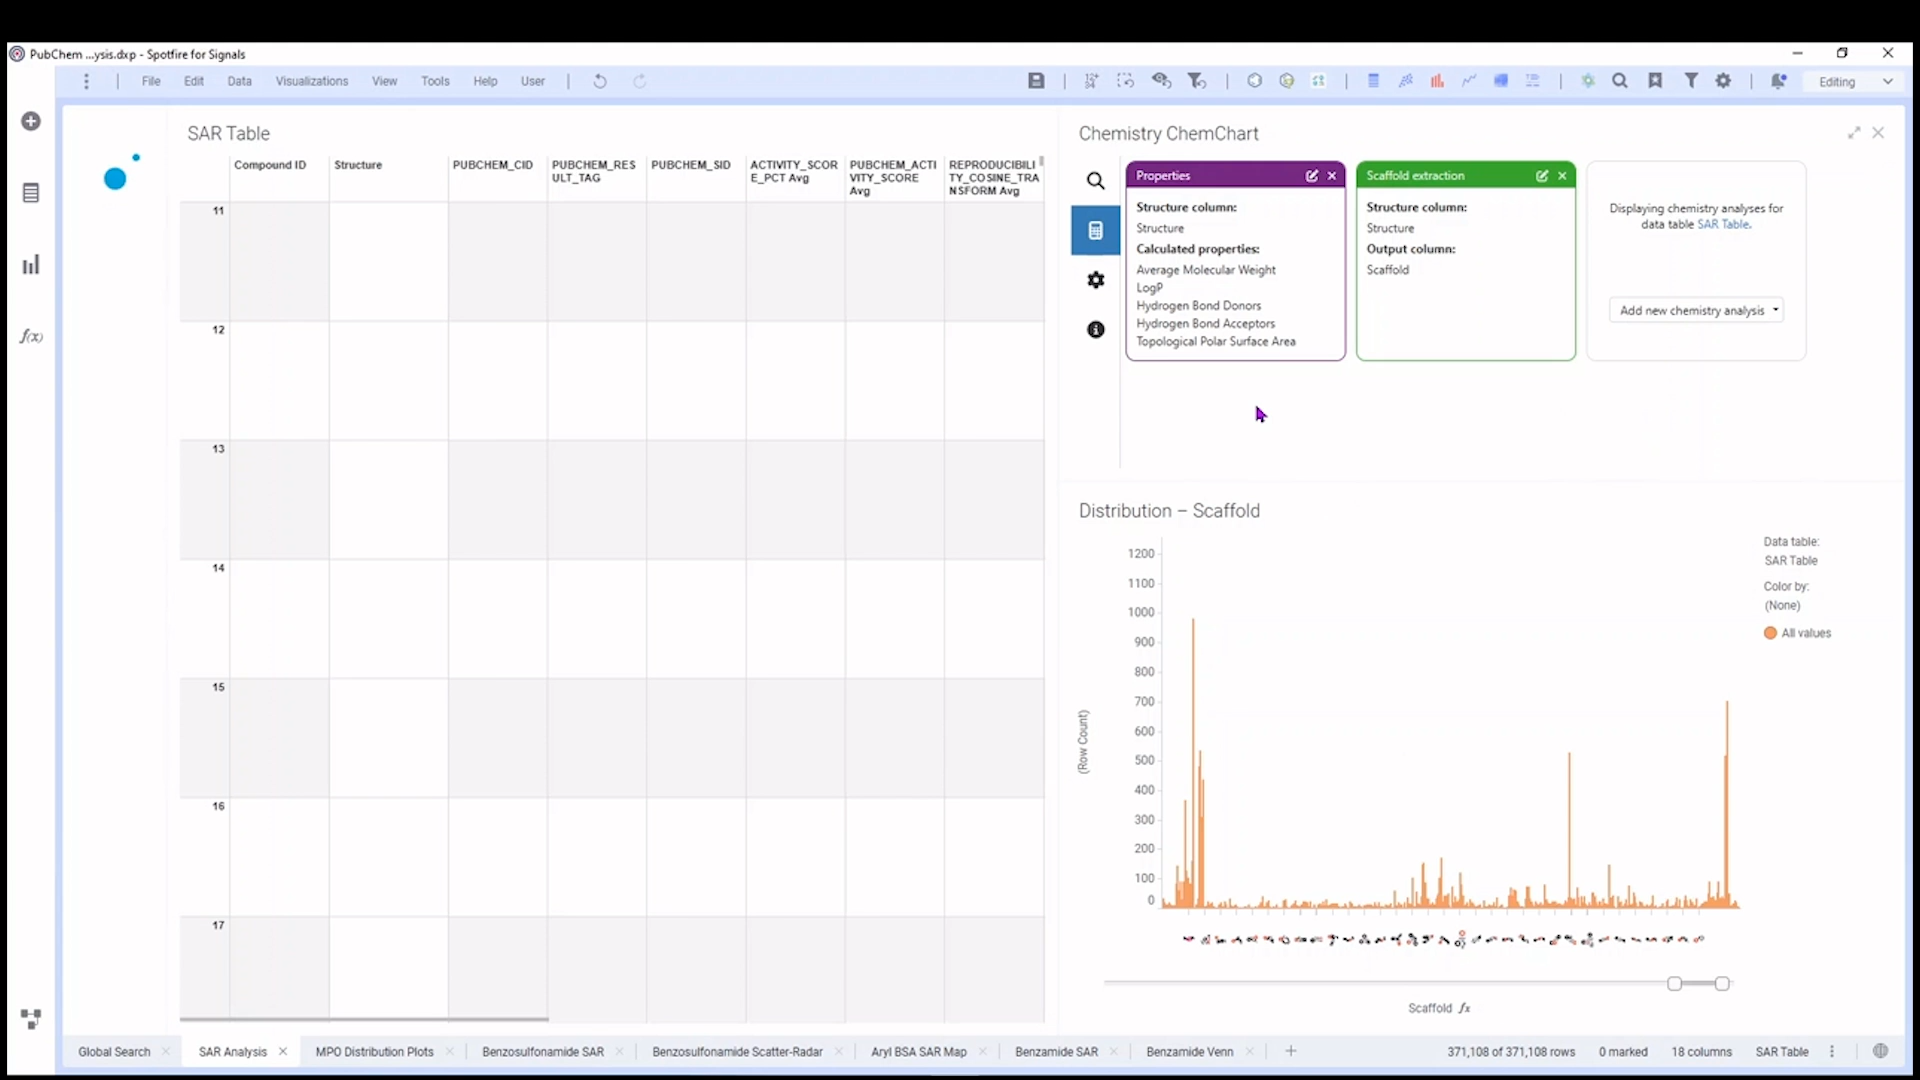 PubChem ...ysis.dxp - Spotfire for Signals
File Edit Data Visualizations View Tools Help User
Editing
SAR Table
Compound ID
Structure
PUBCHEM_CID
PUBCHEM_RES
ULT_TAG
PUBCHEM_SID
ACTIVITY_SCOR
E_PCT Avg
PUBCHEM_ACTI
VITY_SCORE
Avg
REPRODUCIBILI
TY_COSINE_TRA
NSFORM Avg
11
12
13
14
15
16
17
Chemistry ChemChart
Properties
Structure column:
Structure
Calculated properties:
Average Molecular Weight
LogP
Hydrogen Bond Donors
Hydrogen Bond Acceptors
Topological Polar Surface Area
Scaffold extraction
Structure column:
Structure
Output column:
Scaffold
Displaying chemistry analyses for
data table SAR Table.
Add new chemistry analysis
Distribution – Scaffold
1200
1100
1000
900
800
700
600
500
400
300
200
100
0
(Row Count)
Scaffold fx
Data table:
SAR Table
Color by:
(None)
All values
f(x)
Global Search
SAR Analysis
MPO Distribution Plots
Benzosulfonamide SAR
Benzosulfonamide Scatter-Radar
Aryl BSA SAR Map
Benzamide SAR
Benzamide Venn
371,108 of 371,108 rows
0 marked
18 columns
SAR Table